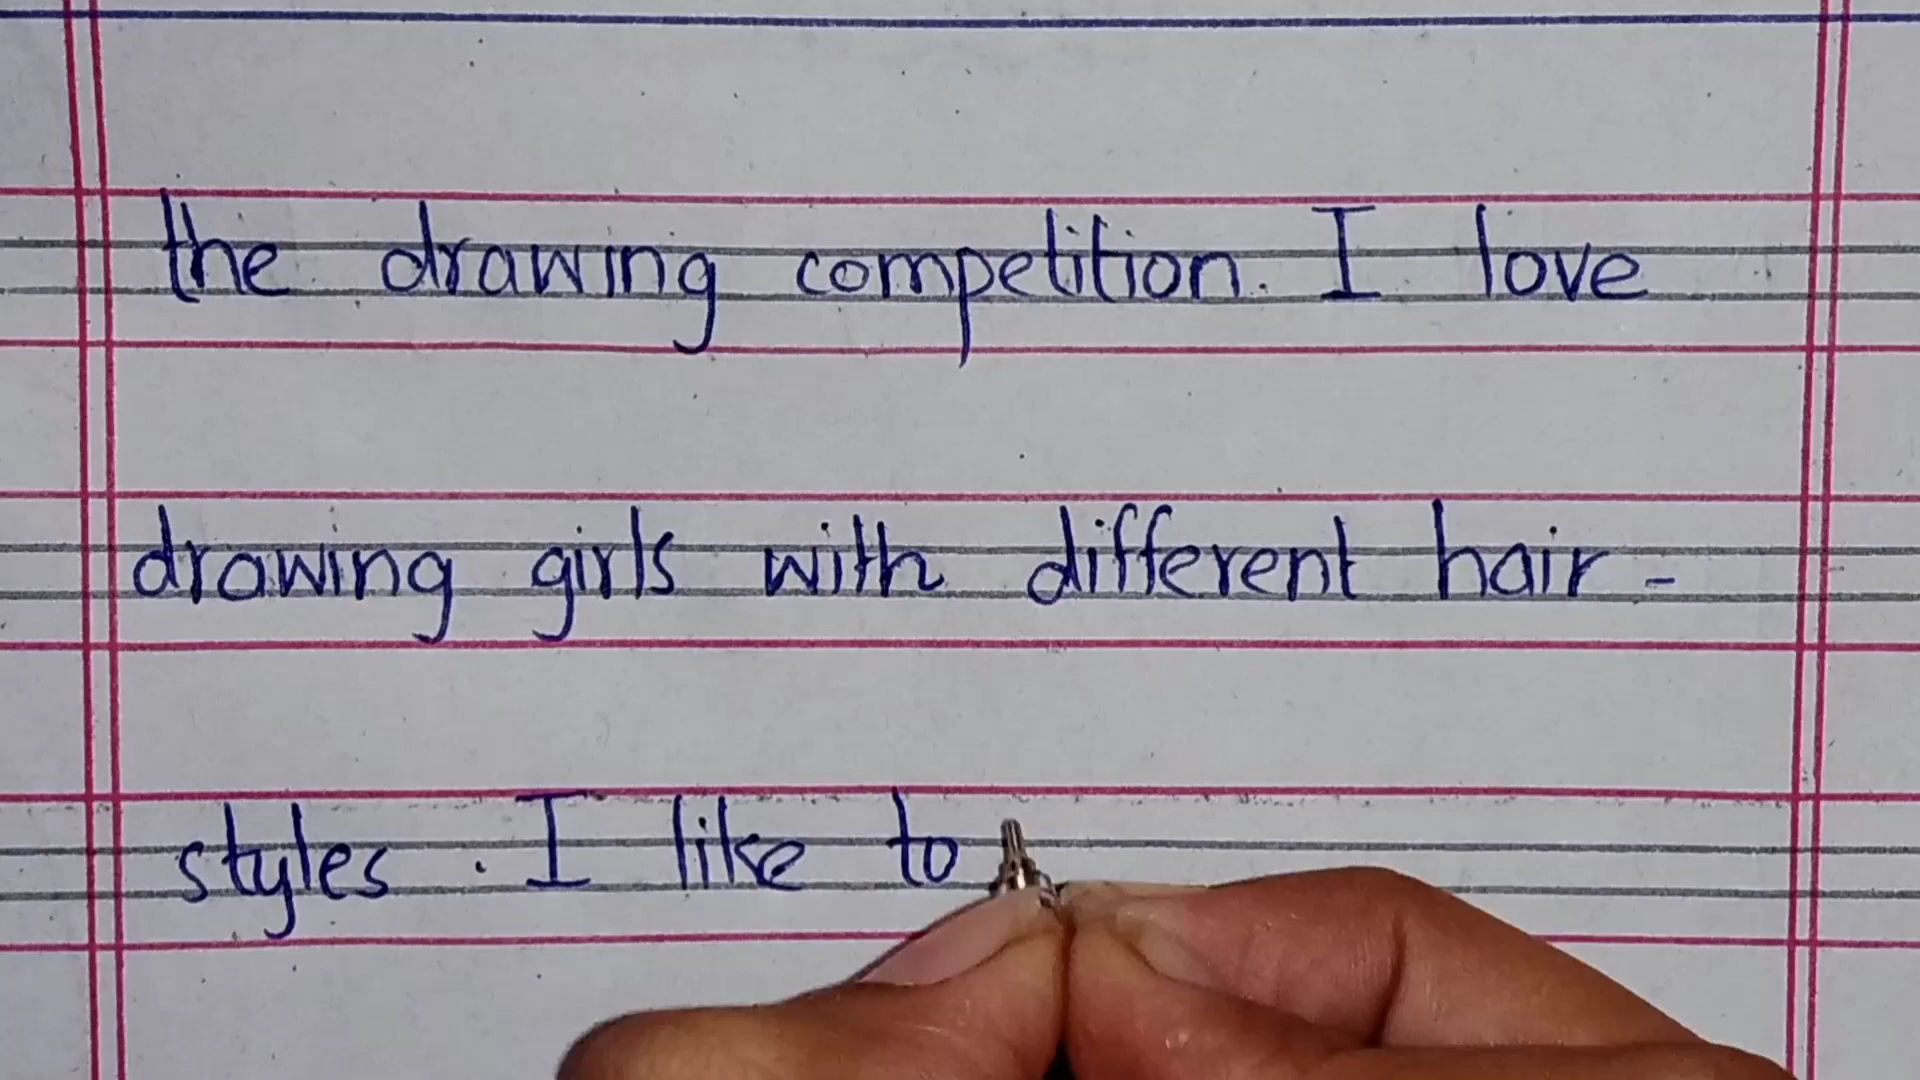 the drawing competition. I love
drawing girls with different hair-
styles. I like to